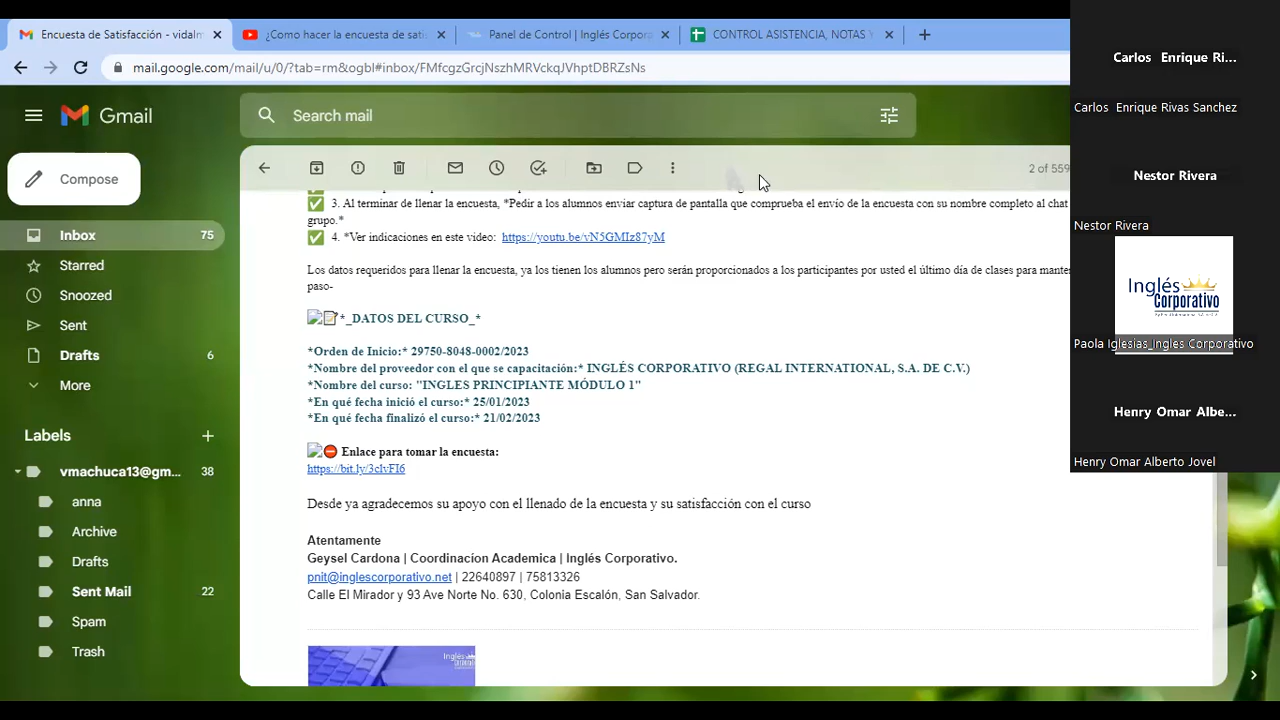 Encuesta de Satisfacción - vidalm
¿Como hacer la encuesta de sati
Panel de Control | Inglés Corpora
CONTROL ASISTENCIA, NOTAS Y
mail.google.com/mail/u/0/?tab=rm&ogbl#inbox/FMfcgzGrcjNszhMRVckqJVhptDBRZsNs
Gmail
Search mail
Compose
2 of 559
Inbox 75
Starred
Snoozed
Sent
Drafts 6
More
Labels
vmachuca13@gm... 38
anna
Archive
Drafts
Sent Mail 22
Spam
Trash
3. Al terminar de llenar la encuesta, *Pedir a los alumnos enviar captura de pantalla que comprueba el envío de la encuesta con su nombre completo al chat
grupo.*
4. *Ver indicaciones en este video: https://youtu.be/vN5GMIz87yM
Los datos requeridos para llenar la encuesta, ya los tienen los alumnos pero serán proporcionados a los participantes por usted el último día de clases para mantes
paso-
*_DATOS DEL CURSO_*
*Orden de Inicio:* 29750-8048-0002/2023
*Nombre del proveedor con el que se capacitación:* INGLÉS CORPORATIVO (REGAL INTERNATIONAL, S.A. DE C.V.)
*Nombre del curso: "INGLES PRINCIPIANTE MÓDULO 1"
*En qué fecha inició el curso:* 25/01/2023
*En qué fecha finalizó el curso:* 21/02/2023
Enlace para tomar la encuesta:
https://bit.ly/3clvFI6
Desde ya agradecemos su apoyo con el llenado de la encuesta y su satisfacción con el curso
Atentamente
Geysel Cardona | Coordinacíon Academica | Inglés Corporativo.
pnit@inglescorporativo.net | 22640897 | 75813326
Calle El Mirador y 93 Ave Norte No. 630, Colonia Escalón, San Salvador.
Carlos Enrique Ri...
Carlos Enrique Rivas Sanchez
Nestor Rivera
Nestor Rivera
Inglés
Corporativo
Paola Iglesias_Ingles Corporativo
Henry Omar Albe...
Henry Omar Alberto Jovel